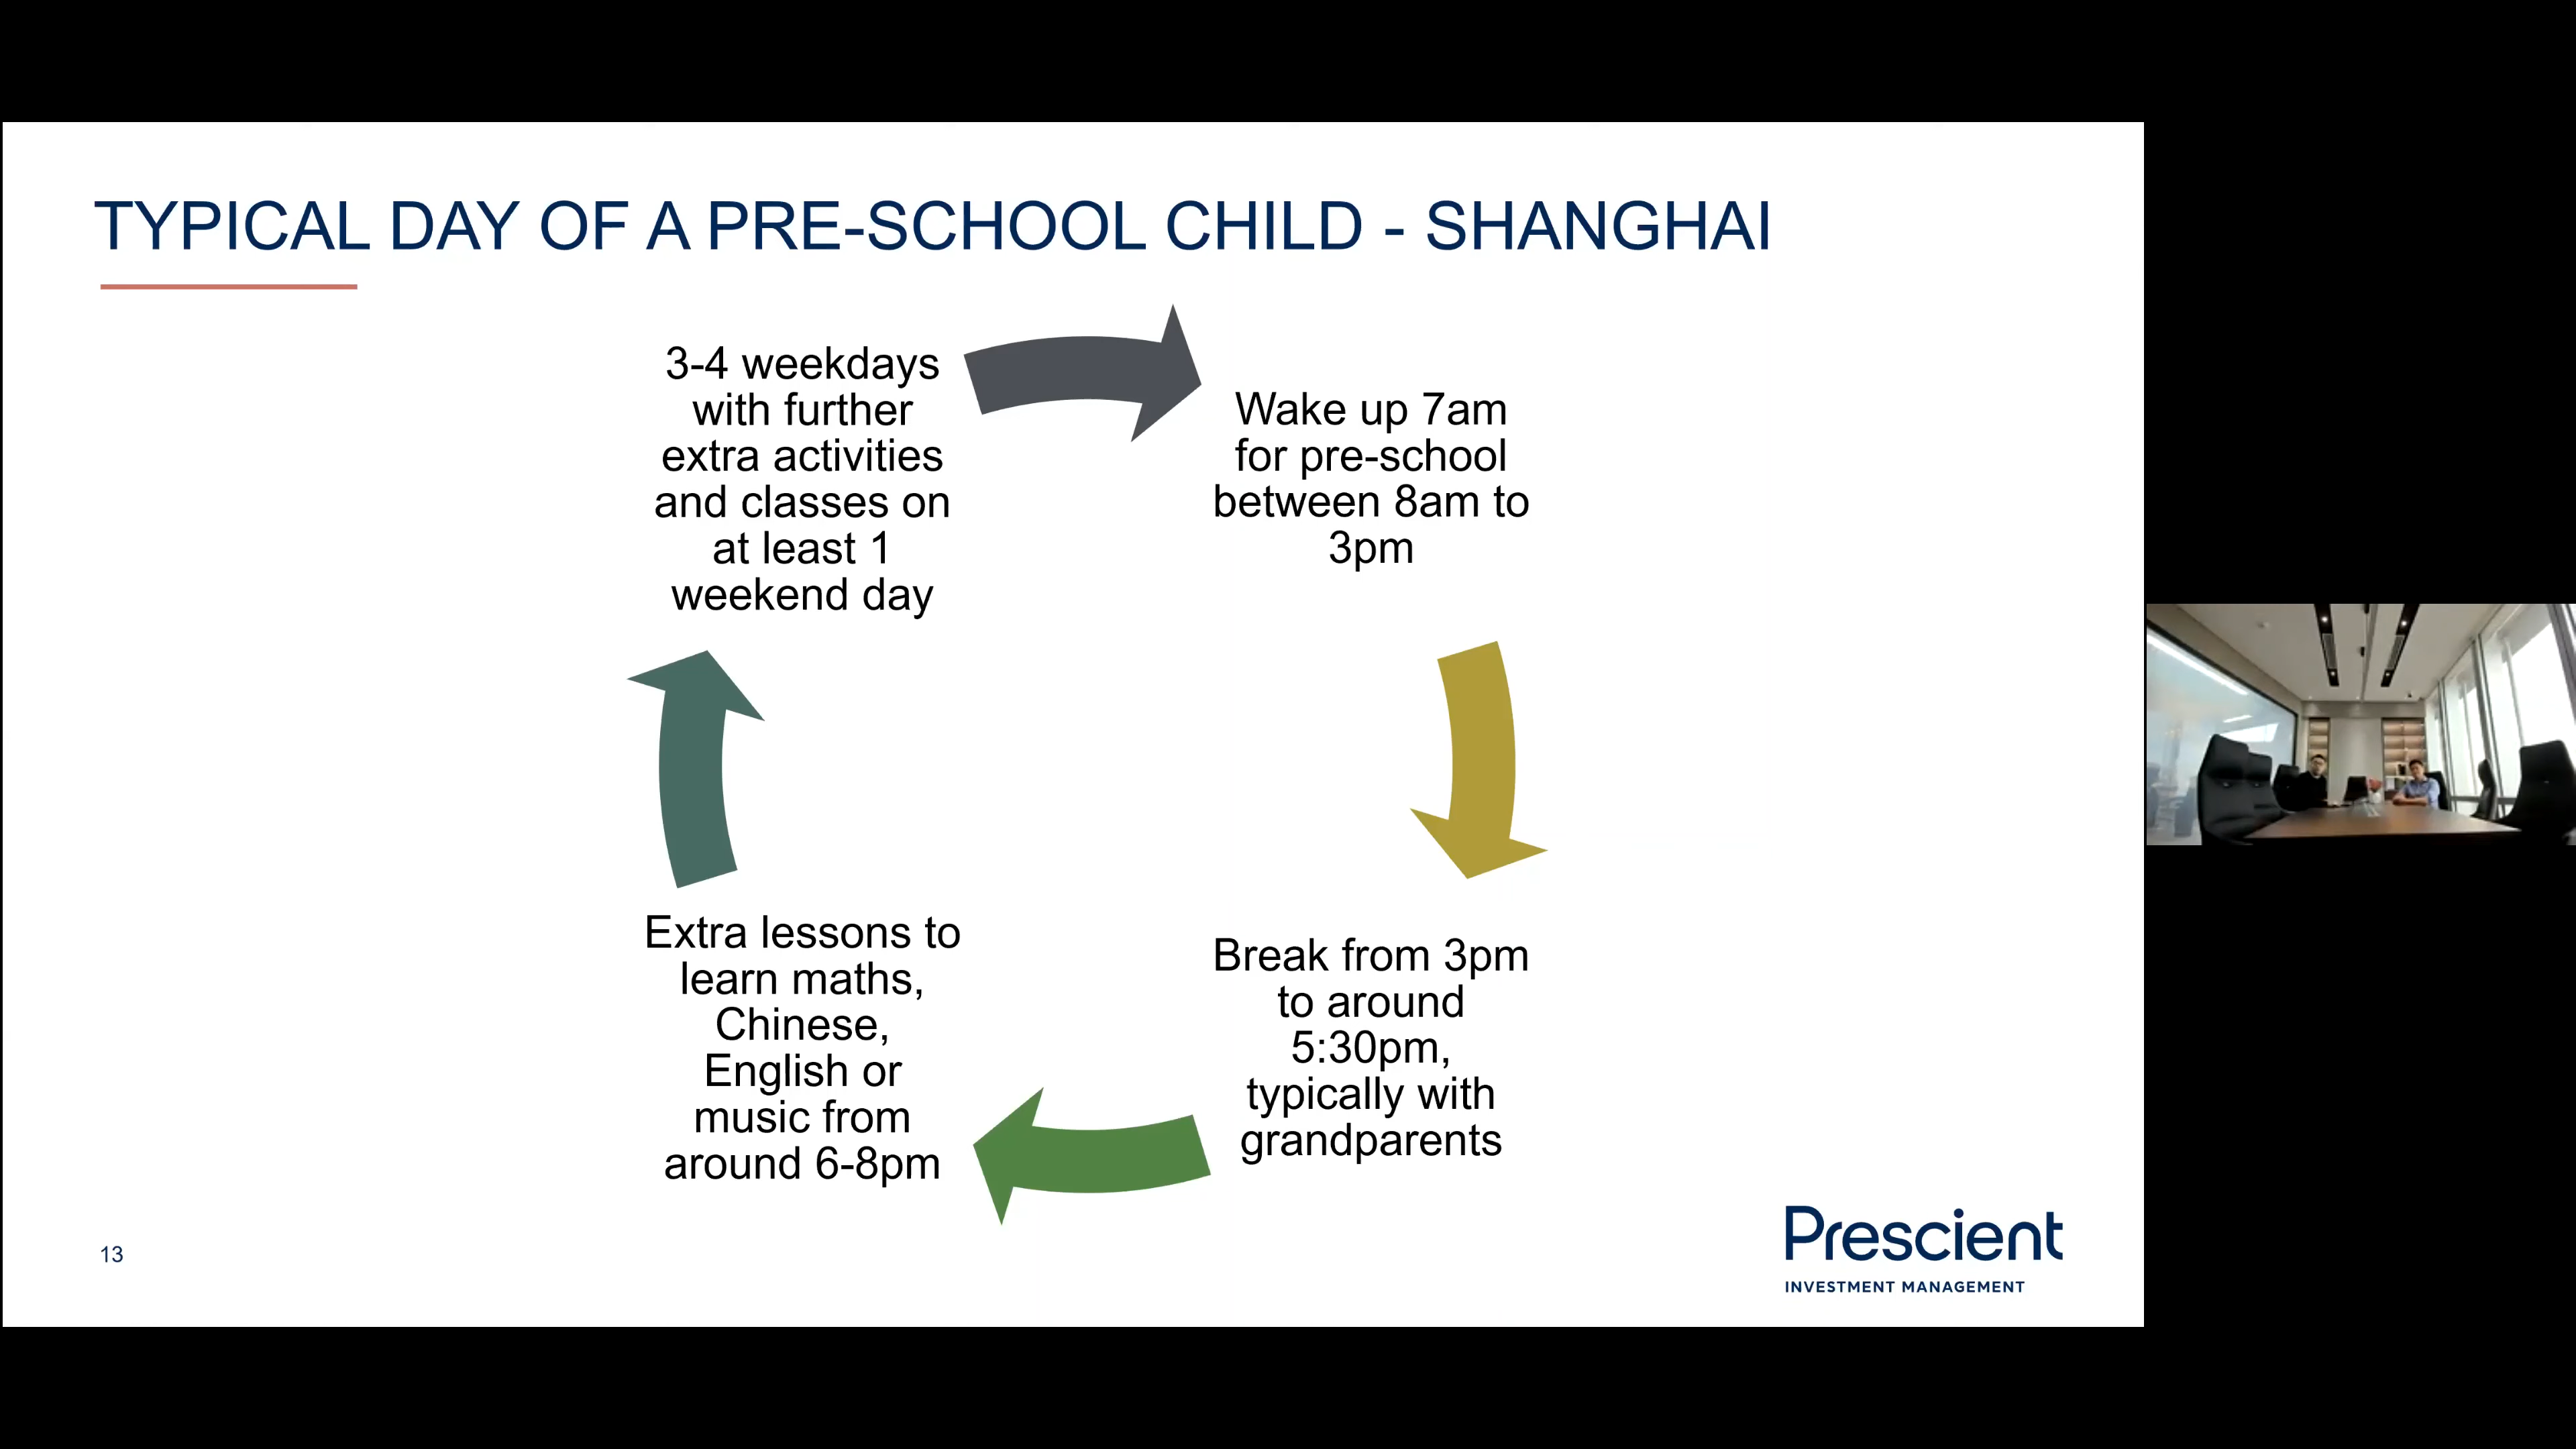 TYPICAL DAY OF A PRE-SCHOOL CHILD - SHANGHAI
3-4 weekdays
with further
extra activities
and classes on
at least 1
weekend day
Wake up 7am
for pre-school
between 8am to
3pm
Break from 3pm
to around
5:30pm,
typically with
grandparents
Extra lessons to
learn maths,
Chinese,
English or
music from
around 6-8pm
13
Prescient
INVESTMENT MANAGEMENT